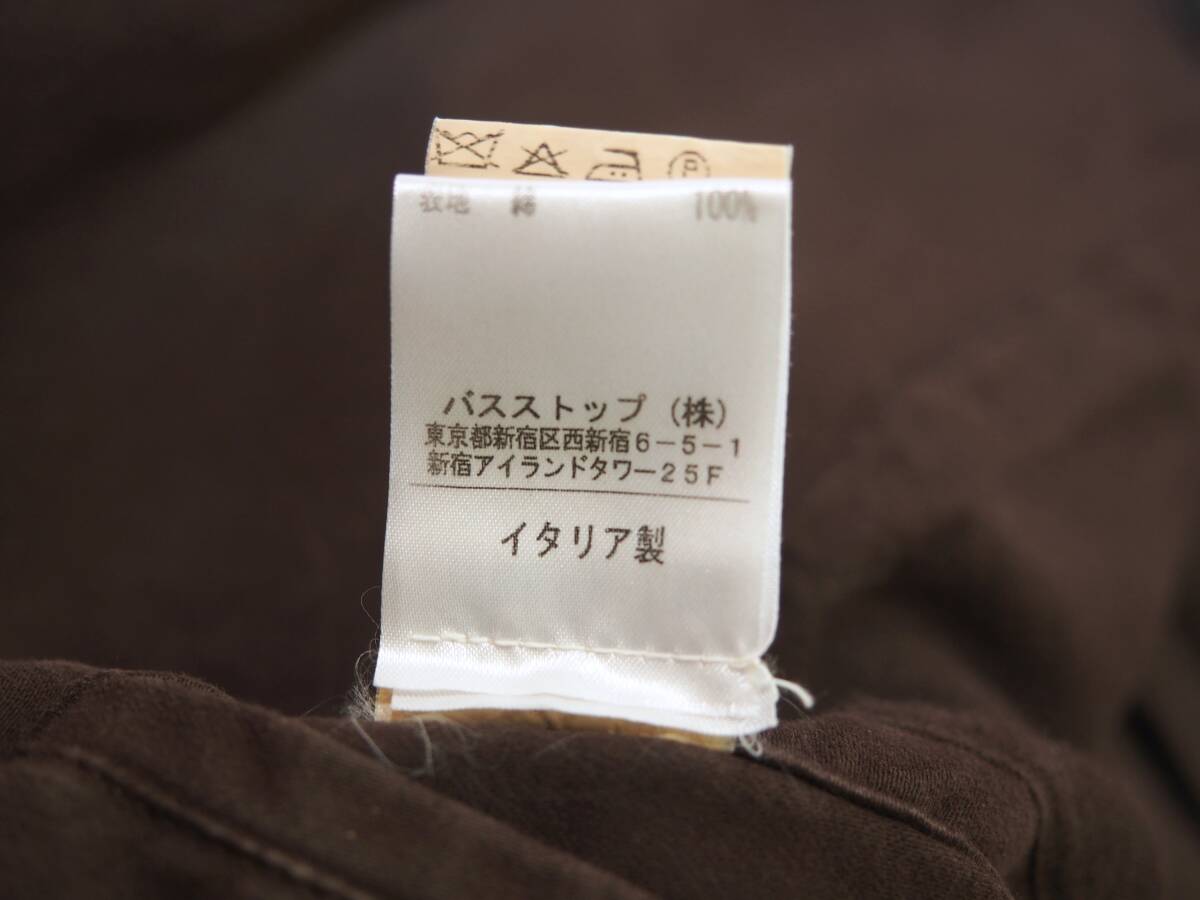 表地 綿 100%
バスストップ（株）
東京都新宿区西新宿６－５－１
新宿アイランドタワー２５Ｆ
イタリア製